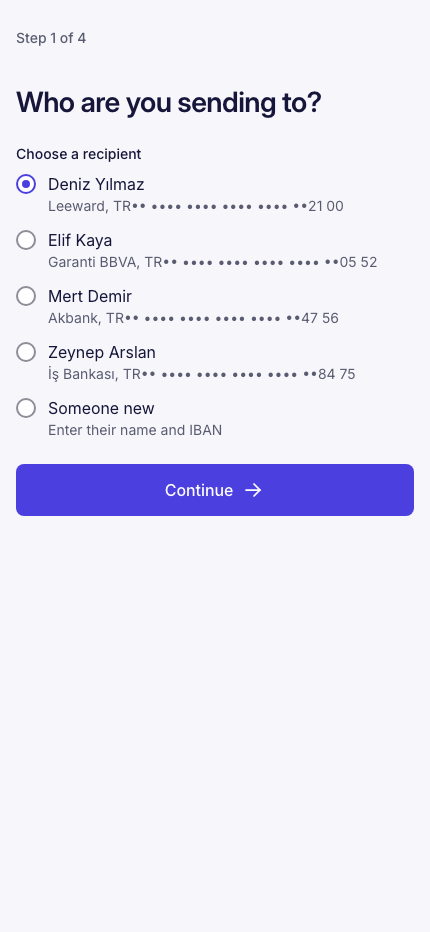 Step 1 of 4
Who are you sending to?
Choose a recipient
Deniz Yılmaz
Leeward, TR•• •••• •••• •••• •••• ••21 00
Elif Kaya
Garanti BBVA, TR•• •••• •••• •••• •••• ••05 52
Mert Demir
Akbank, TR•• •••• •••• •••• •••• ••47 56
Zeynep Arslan
İş Bankası, TR•• •••• •••• •••• •••• ••84 75
Someone new
Enter their name and IBAN
Continue